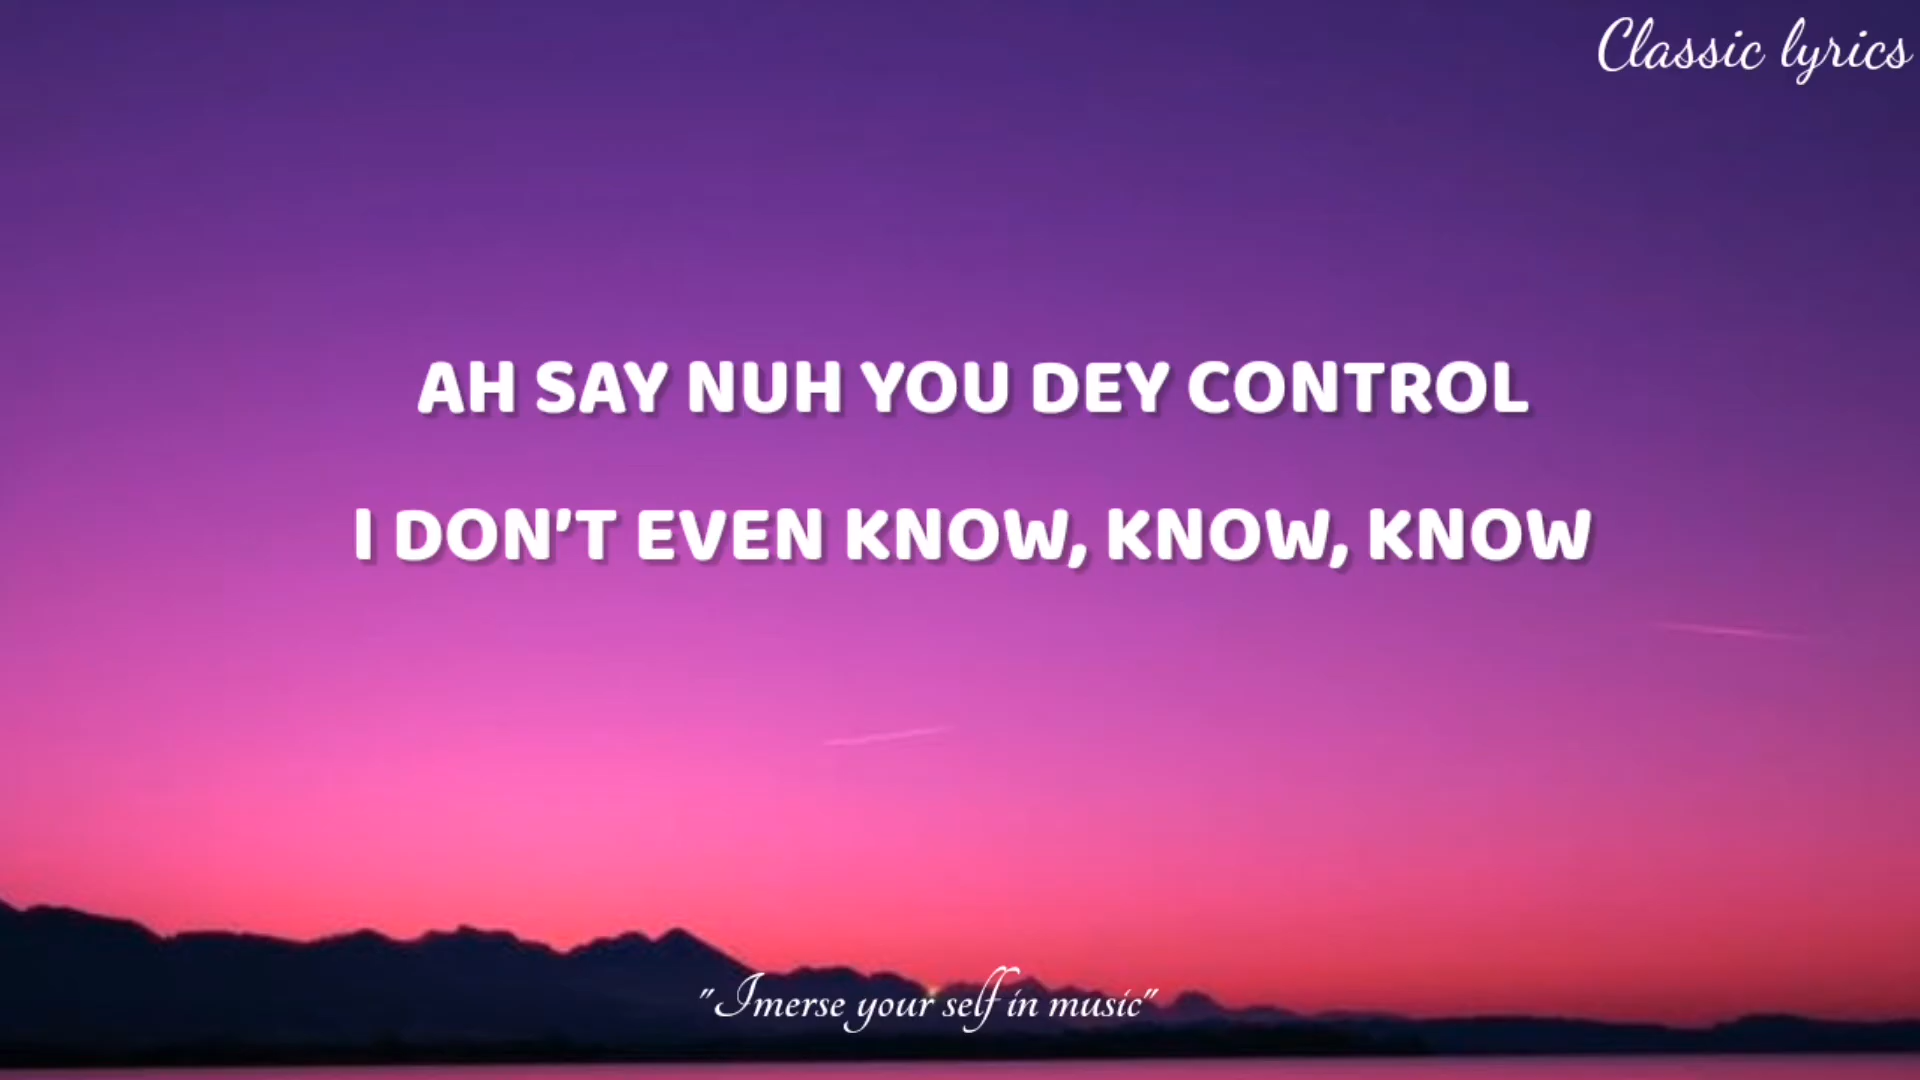 Classic lyrics
AH SAY NUH YOU DEY CONTROL
I DON'T EVEN KNOW, KNOW, KNOW
"Imerse your self in music"